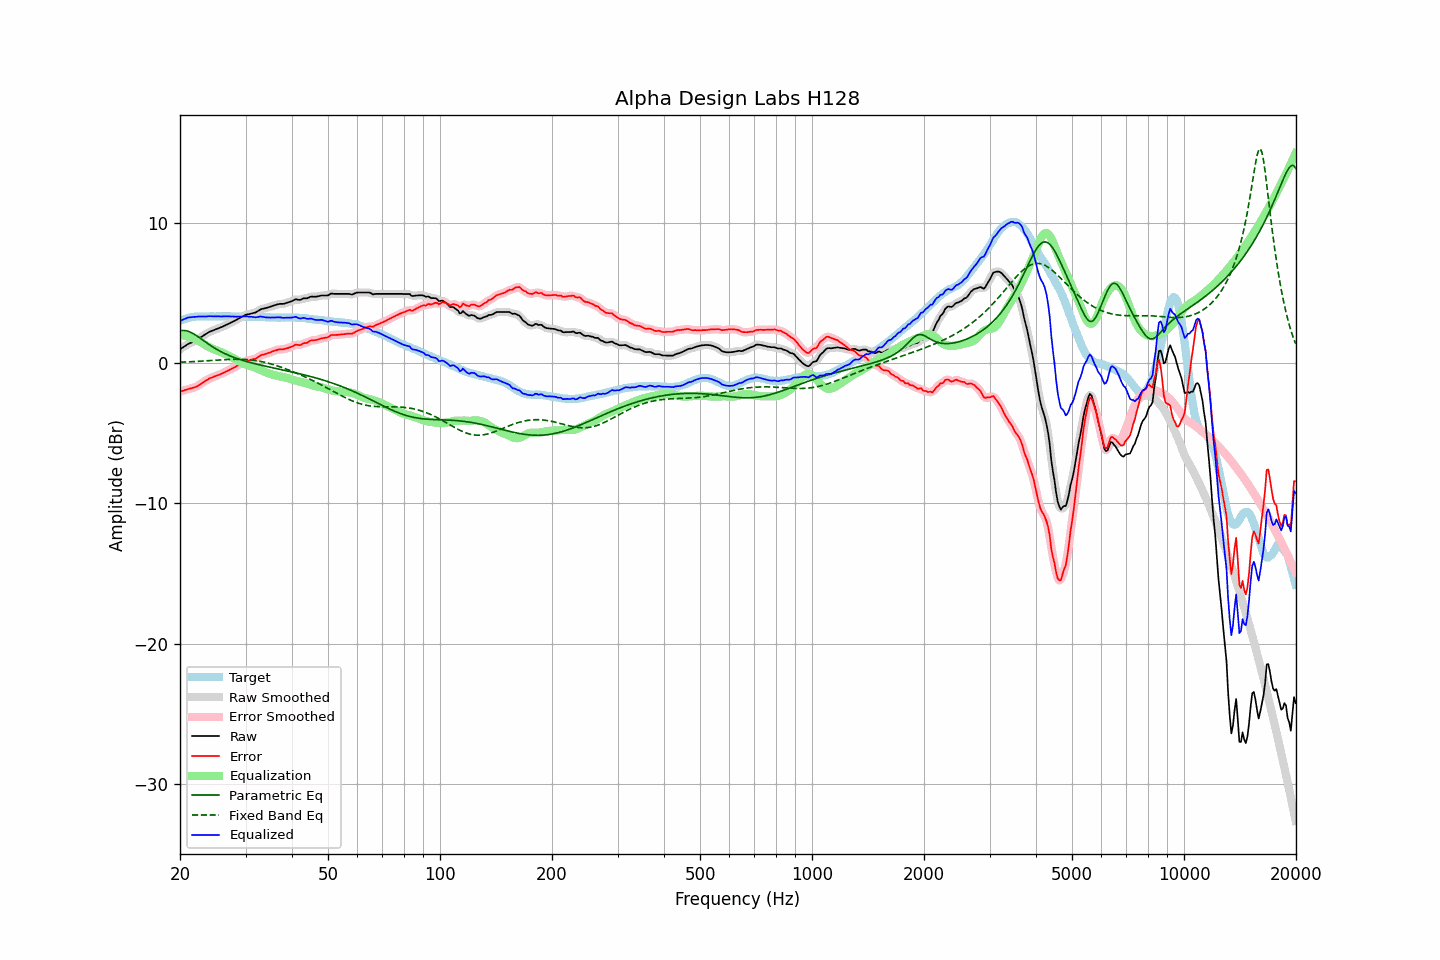 Alpha Design Labs H128
Amplitude (dBr)
10
0
−10
−20
−30
Target
Raw Smoothed
Error Smoothed
Raw
Error
Equalization
Parametric Eq
Fixed Band Eq
Equalized
20 50 100 200 500 1000 2000 5000 10000 20000
Frequency (Hz)